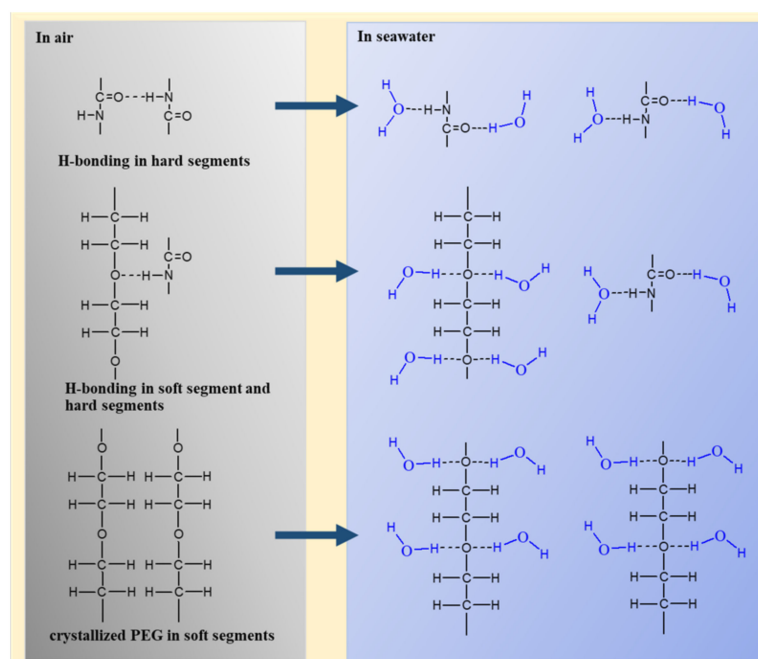 In air
C=O---H-N
H-N C=O
H-bonding in hard segments
H-C-H
H-C-H
C=O
O---H-N
H-C-H
H-C-H
O
H-bonding in soft segment and
hard segments
O O
H-C-H H-C-H
H-C-H H-C-H
O O
H-C-H H-C-H
H-C-H H-C-H
crystallized PEG in soft segments
In seawater
H H H
O---H-N C=O---H-O
H C=O---H-O O---H-N H
H
H-C-H
H-C-H
O-H---O---H-O-H H C=O---H-O
H O---H-N H
H-C-H H
H-C-H
O-H---O---H-O
H H
H H
O-H---O---H-O O-H---O---H-O
H H
H-C-H H-C-H
H-C-H H-C-H
H H
O-H---O---H-O O-H---O---H-O
H H
H-C-H H-C-H
H-C-H H-C-H